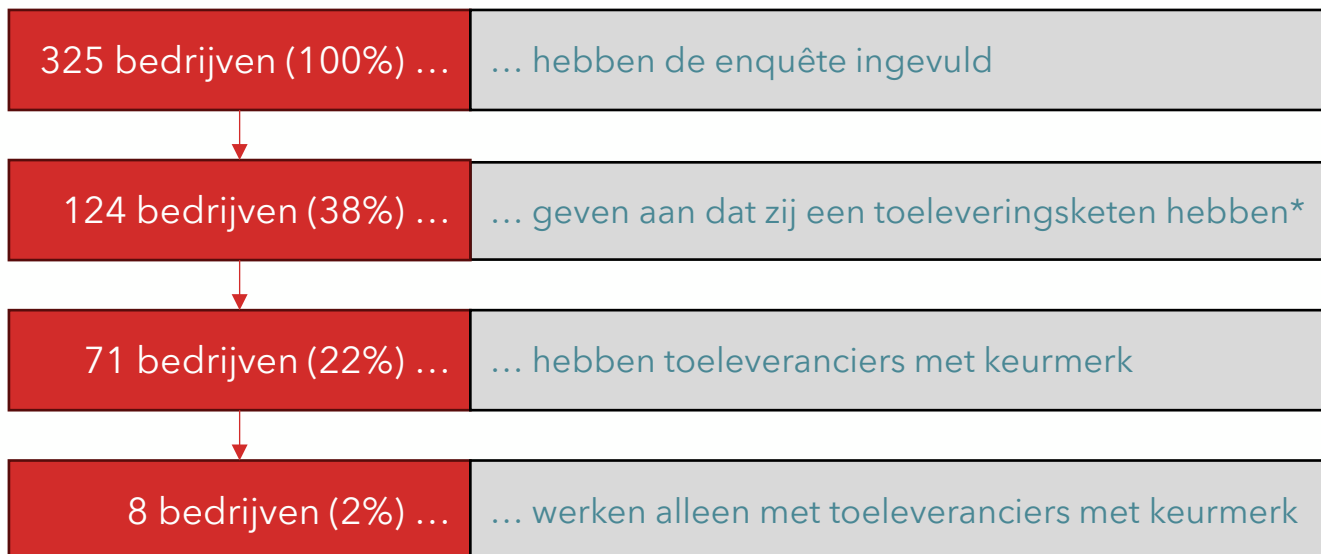 325 bedrijven (100%) … … hebben de enquête ingevuld
124 bedrijven (38%) … … geven aan dat zij een toeleveringsketen hebben*
71 bedrijven (22%) … … hebben toeleveranciers met keurmerk
8 bedrijven (2%) … … werken alleen met toeleveranciers met keurmerk